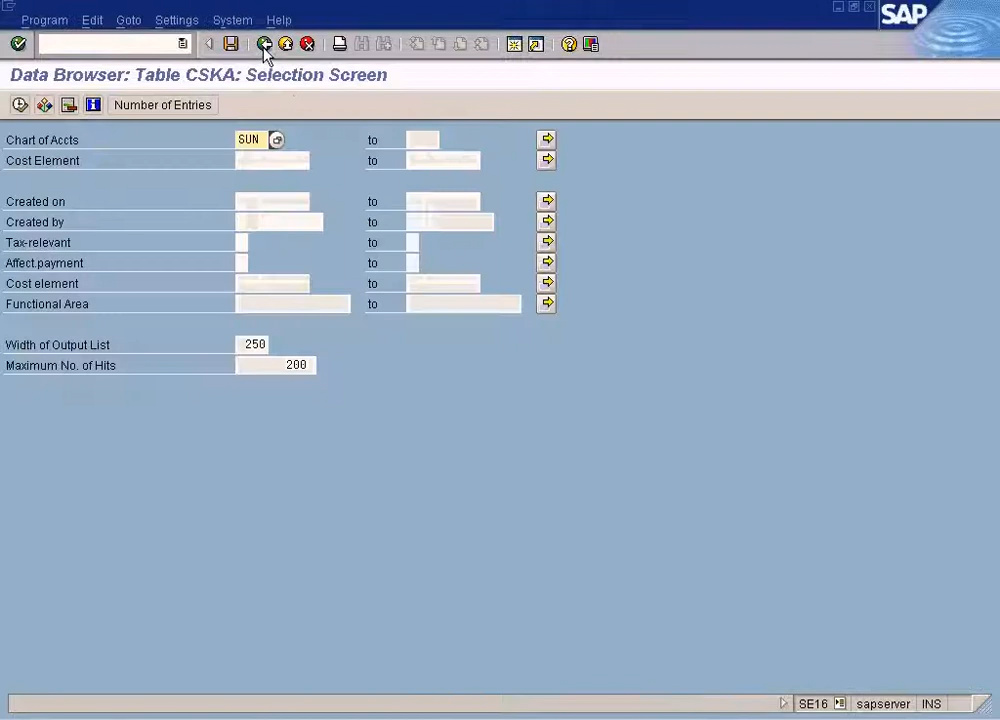 Program Edit Goto Settings System Help
SAP
Data Browser: Table CSKA: Selection Screen
Number of Entries
Chart of Accts SUN to
Cost Element to
Created on to
Created by to
Tax-relevant to
Affect.payment to
Cost element to
Functional Area to
Width of Output List 250
Maximum No. of Hits 200
SE16 sapserver INS